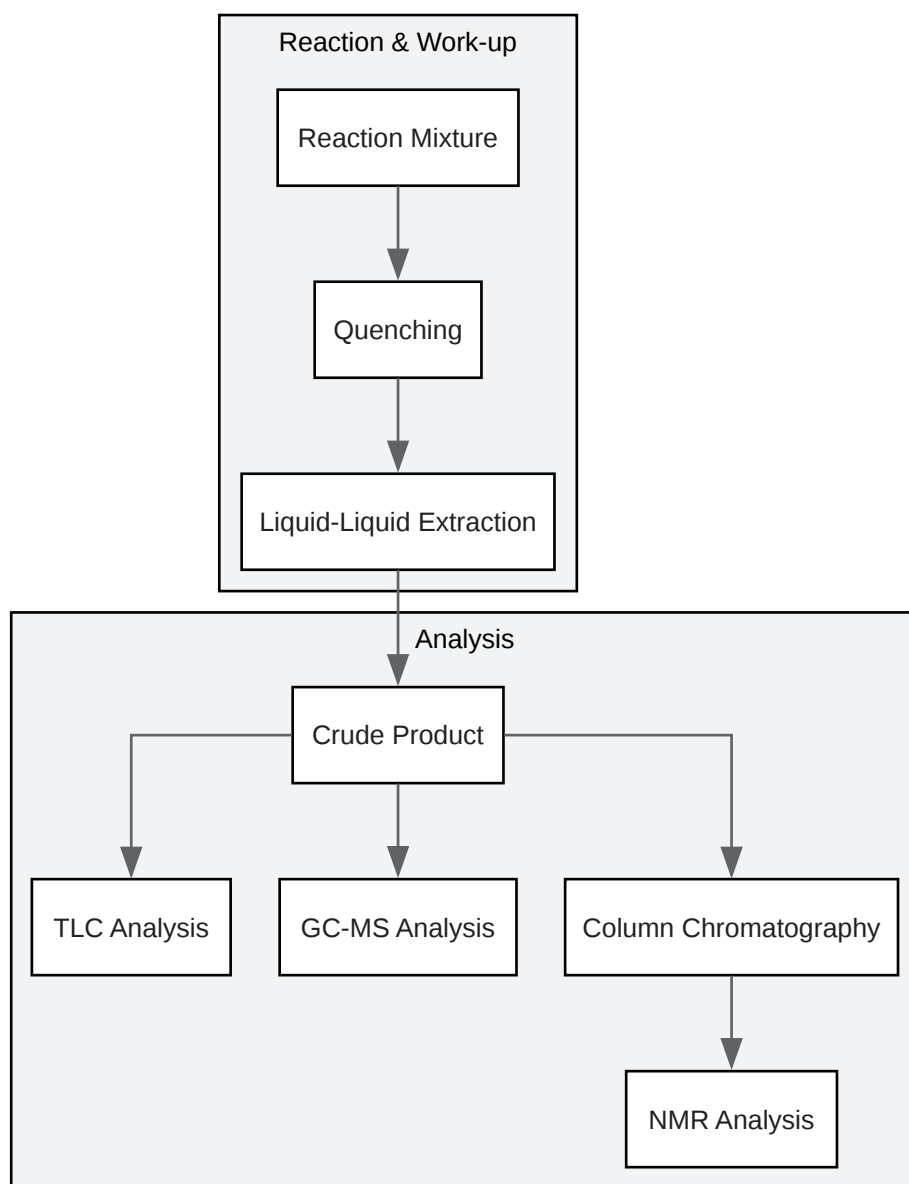 Reaction & Work-up
Reaction Mixture
Quenching
Liquid-Liquid Extraction
Analysis
Crude Product
TLC Analysis
GC-MS Analysis
Column Chromatography
NMR Analysis